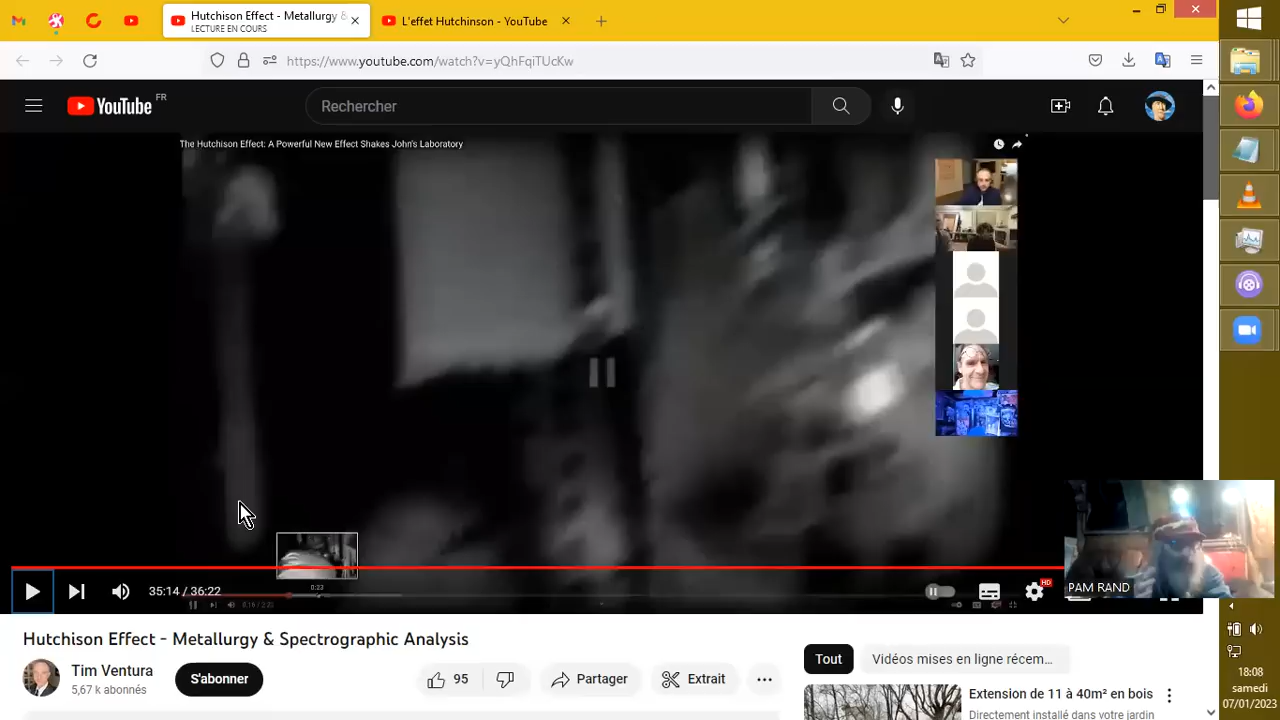 Hutchison Effect - Metallurgy &
LECTURE EN COURS
L'effet Hutchinson - YouTube
https://www.youtube.com/watch?v=yQhFqiTUcKw
YouTube FR
Rechercher
The Hutchison Effect: A Powerful New Effect Shakes John's Laboratory
0:23
35:14 / 36:22
HD
PAM RAND
Hutchison Effect - Metallurgy & Spectrographic Analysis
Tim Ventura
5,67 k abonnés
S'abonner
95
Partager
Extrait
Tout
Vidéos mises en ligne récem...
Extension de 11 à 40m² en bois
Directement installé dans votre jardin
18:08
samedi
07/01/2023